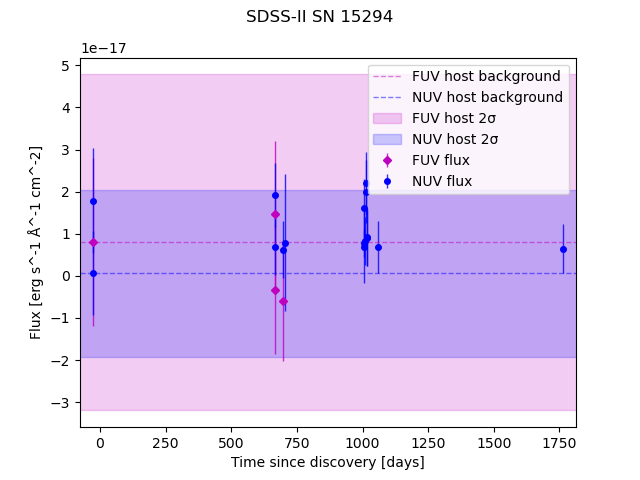 SDSS-II SN 15294
1e−17
FUV host background
NUV host background
FUV host 2σ
NUV host 2σ
FUV flux
NUV flux
5
4
3
2
1
0
−1
−2
−3
Flux [erg s^-1 Å^-1 cm^-2]
0 250 500 750 1000 1250 1500 1750
Time since discovery [days]